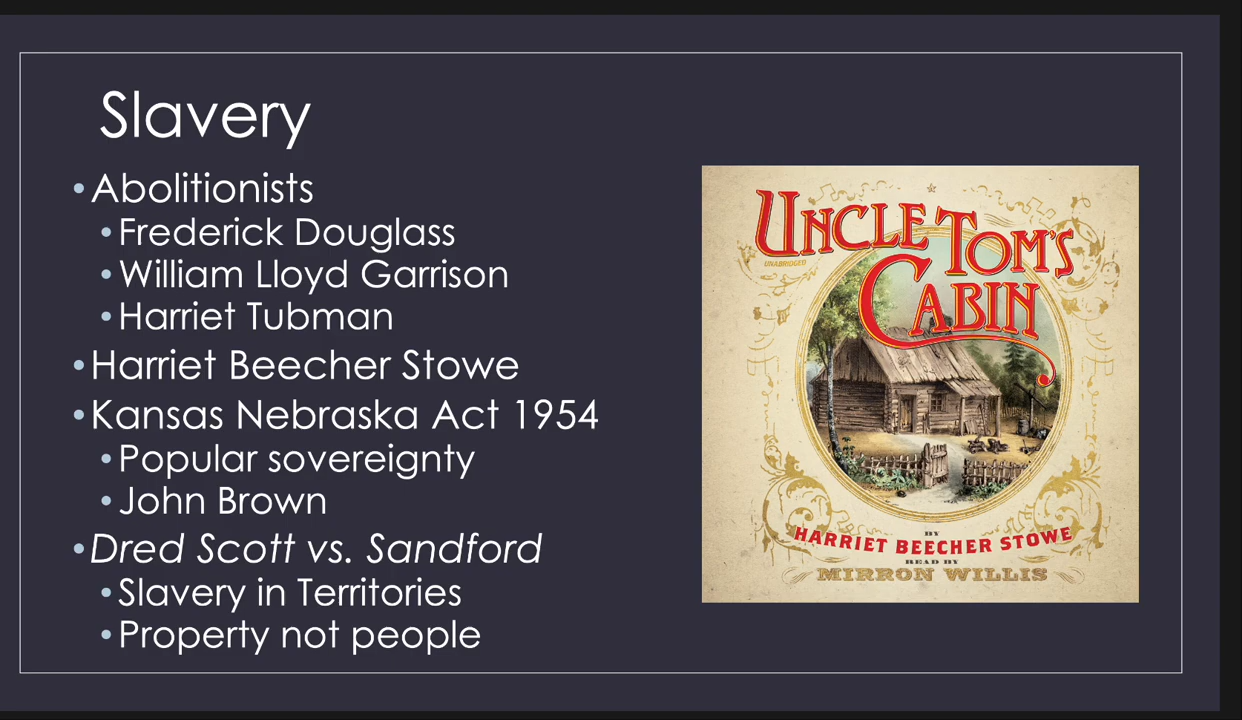 Slavery
•Abolitionists
•Frederick Douglass
•William Lloyd Garrison
•Harriet Tubman
•Harriet Beecher Stowe
•Kansas Nebraska Act 1954
•Popular sovereignty
•John Brown
•Dred Scott vs. Sandford
•Slavery in Territories
•Property not people
UNCLE TOM'S
UNABRIDGED
CABIN
BY
HARRIET BEECHER STOWE
READ BY
MIRRON WILLIS